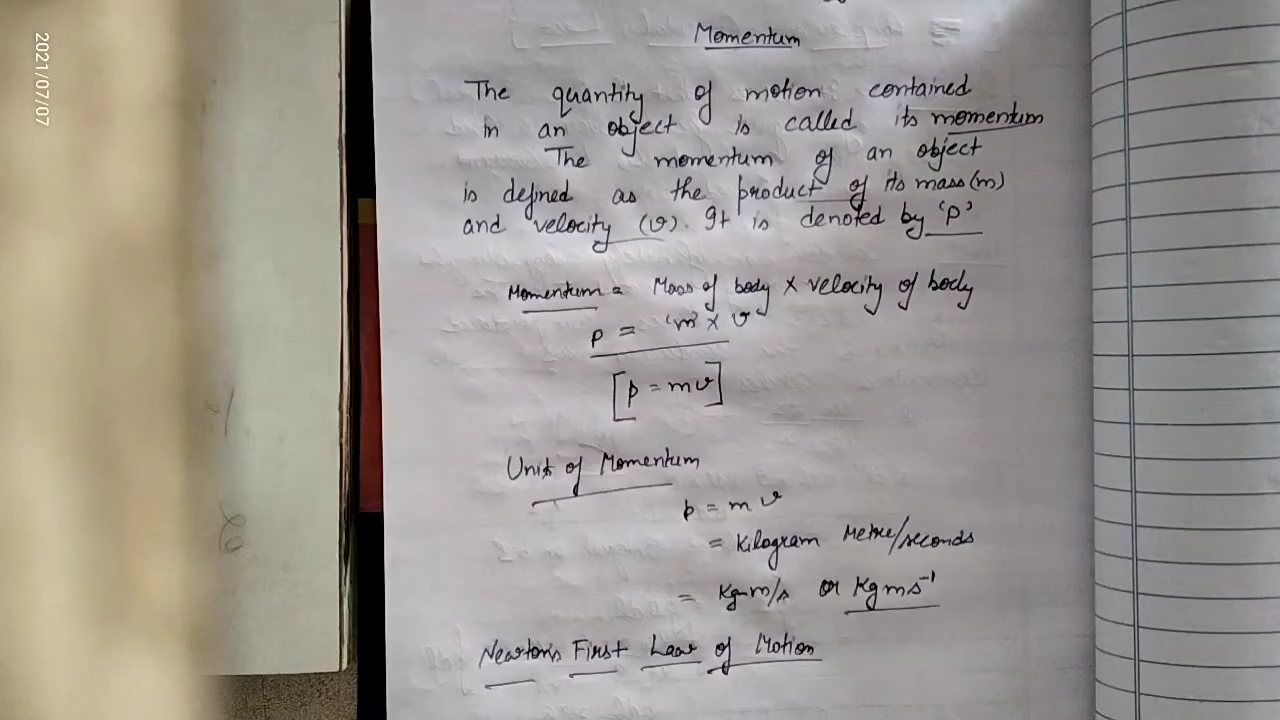 2021/07/07
Momentum
The quantity of motion contained
in an object is called its momentum
The momentum of an object
is defined as the product of its mass (m)
and velocity (v). It is denoted by 'p'
Momentum = Mass of body × velocity of body
p = 'm' × v'
[p = mv]
Unit of Momentum
p = mv
= Kilogram Metre/seconds
= Kg-m/s or Kgms⁻¹
Newton's First Law of Motion